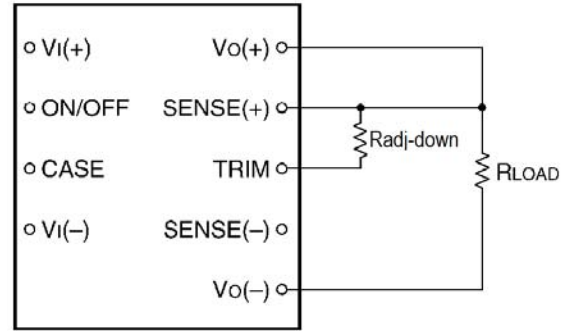 VI(+) VO(+)
ON/OFF SENSE(+)
Radj-down
CASE TRIM
RLOAD
VI(–) SENSE(–)
VO(–)